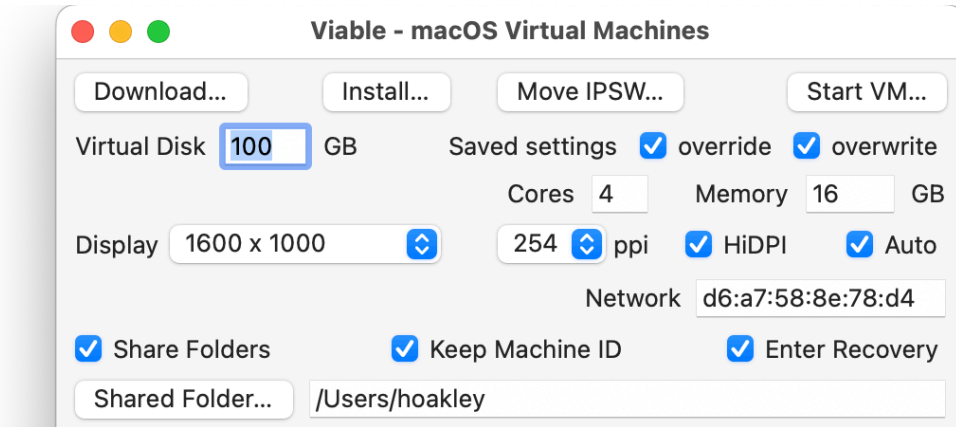 Viable - macOS Virtual Machines
Download... Install... Move IPSW... Start VM...
Virtual Disk 100 GB Saved settings override overwrite
Cores 4 Memory 16 GB
Display 1600 x 1000 254 ppi HiDPI Auto
Network d6:a7:58:8e:78:d4
Share Folders Keep Machine ID Enter Recovery
Shared Folder... /Users/hoakley